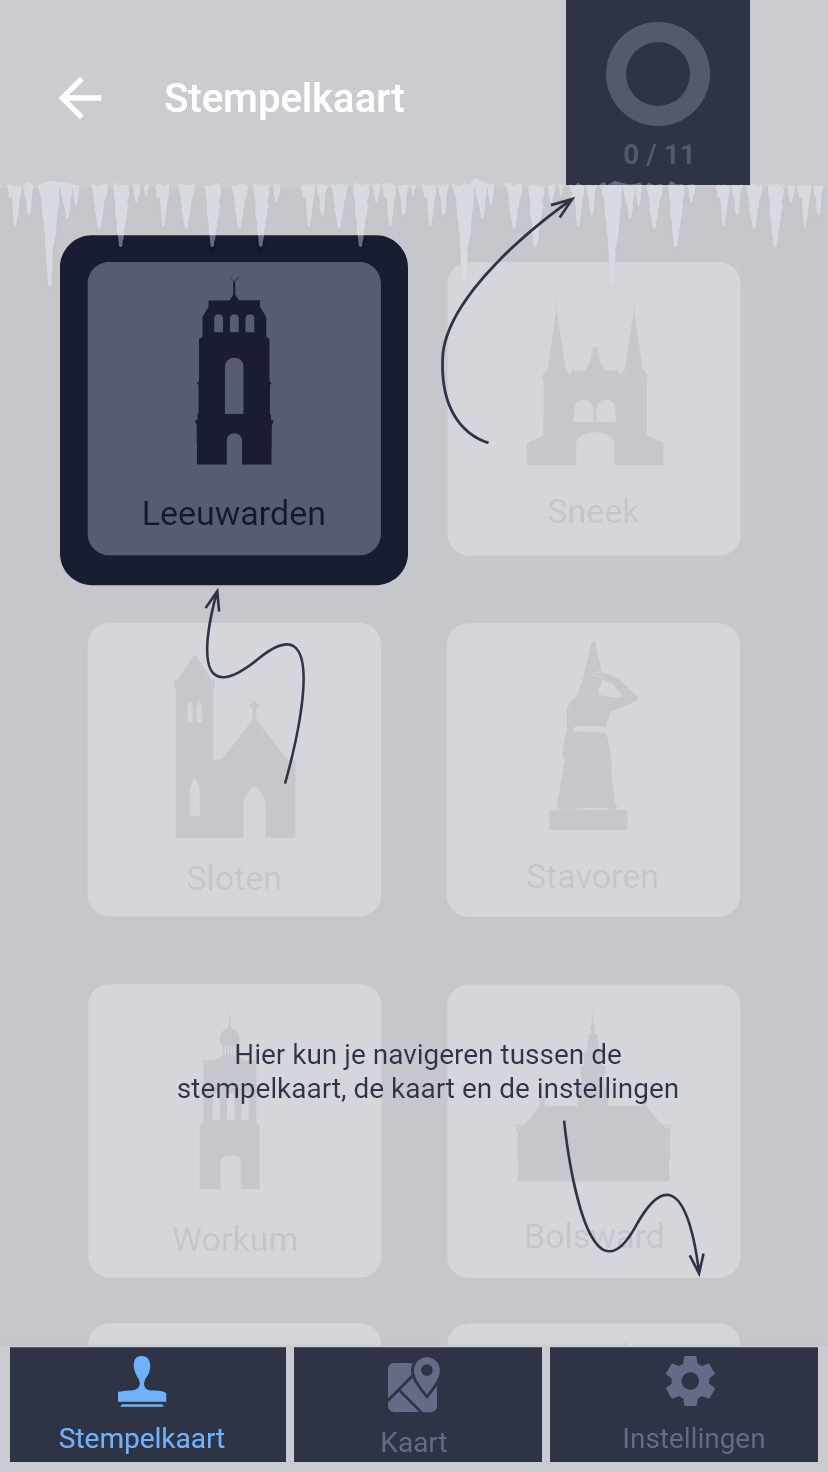 Stempelkaart
0 / 11
Leeuwarden
Sneek
Sloten
Stavoren
Hier kun je navigeren tussen de
stempelkaart, de kaart en de instellingen
Workum
Bolsward
Stempelkaart
Kaart
Instellingen